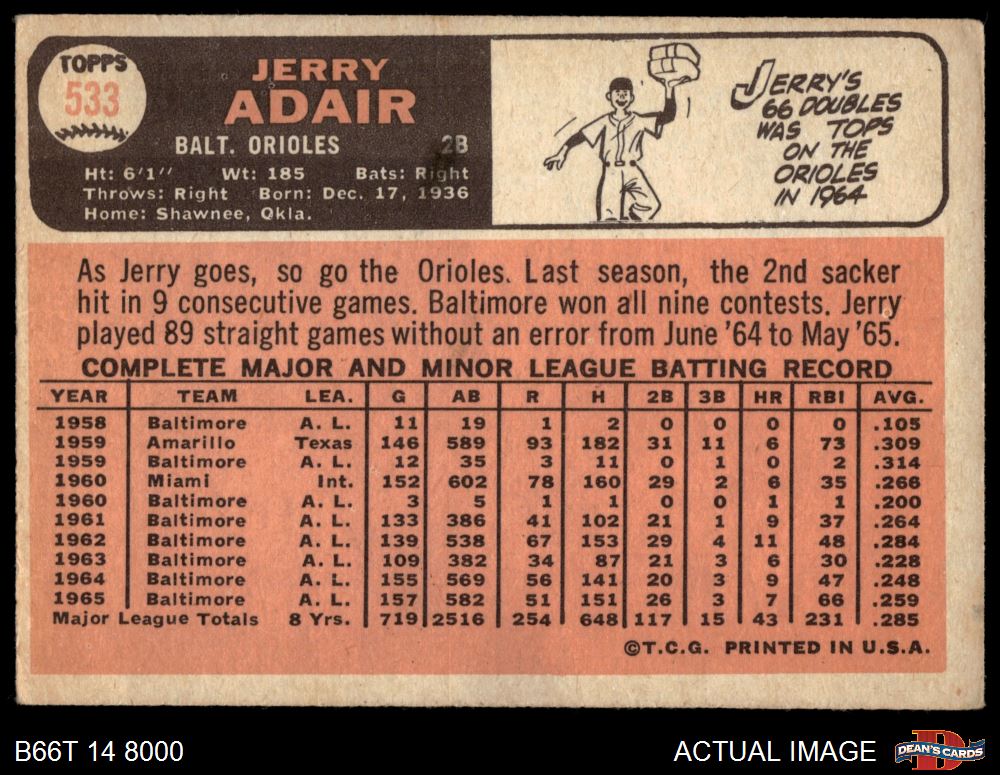 TOPPS
533
JERRY
ADAIR
BALT. ORIOLES 2B
Ht: 6'1" Wt: 185 Bats: Right
Throws: Right Born: Dec. 17, 1936
Home: Shawnee, Okla.
JERRY'S
66 DOUBLES
WAS TOPS
ON THE
ORIOLES
IN 1964
As Jerry goes, so go the Orioles. Last season, the 2nd sacker
hit in 9 consecutive games. Baltimore won all nine contests. Jerry
played 89 straight games without an error from June '64 to May '65.
COMPLETE MAJOR AND MINOR LEAGUE BATTING RECORD
YEAR TEAM LEA. G AB R H 2B 3B HR RBI AVG.
1958 Baltimore A. L. 11 19 1 2 0 0 0 0 .105
1959 Amarillo Texas 146 589 93 182 31 11 6 73 .309
1959 Baltimore A. L. 12 35 3 11 0 1 0 2 .314
1960 Miami Int. 152 602 78 160 29 2 6 35 .266
1960 Baltimore A. L. 3 5 1 1 0 0 1 1 .200
1961 Baltimore A. L. 133 386 41 102 21 1 9 37 .264
1962 Baltimore A. L. 139 538 67 153 29 4 11 48 .284
1963 Baltimore A. L. 109 382 34 87 21 3 6 30 .228
1964 Baltimore A. L. 155 569 56 141 20 3 9 47 .248
1965 Baltimore A. L. 157 582 51 151 26 3 7 66 .259
Major League Totals 8 Yrs. 719 2516 254 648 117 15 43 231 .285
©T.C.G. PRINTED IN U.S.A.
B66T 14 8000
ACTUAL IMAGE
D
DEAN'S CARDS